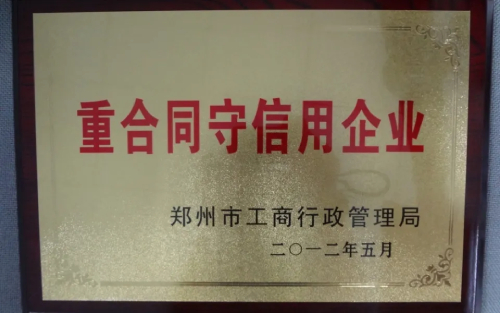 重合同守信用企业
郑州市工商行政管理局
二〇一二年五月